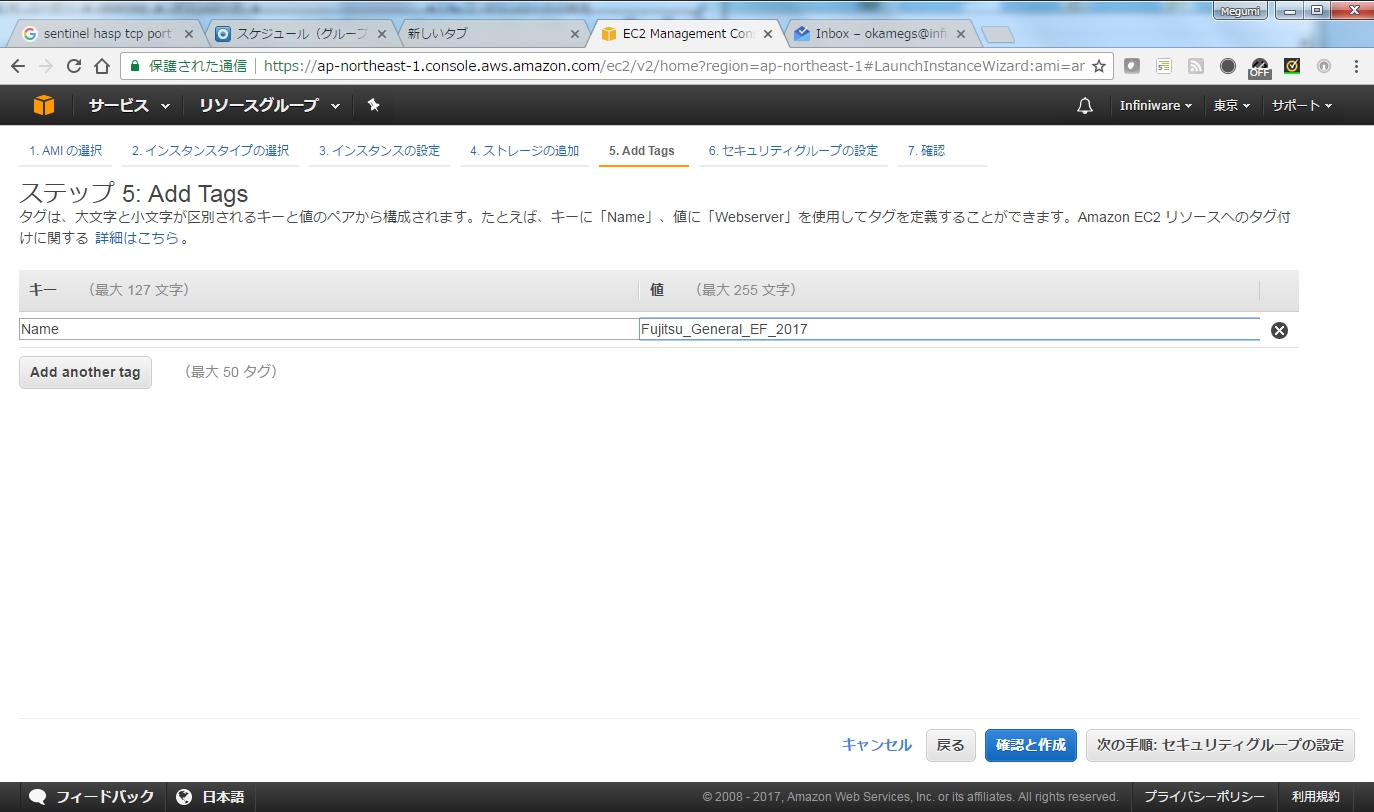 Megumi
sentinel hasp tcp port
スケジュール（グループ
新しいタブ
EC2 Management Con
Inbox – okamegs@infi
保護された通信 https://ap-northeast-1.console.aws.amazon.com/ec2/v2/home?region=ap-northeast-1#LaunchInstanceWizard:ami=ar
OFF
サービス リソースグループ Infiniware 東京 サポート
1. AMI の選択 2. インスタンスタイプの選択 3. インスタンスの設定 4. ストレージの追加 5. Add Tags 6. セキュリティグループの設定 7. 確認
ステップ 5: Add Tags
タグは、大文字と小文字が区別されるキーと値のペアから構成されます。たとえば、キーに「Name」、値に「Webserver」を使用してタグを定義することができます。Amazon EC2 リソースへのタグ付
けに関する 詳細はこちら。
キー （最大 127 文字） 値 （最大 255 文字）
Name Fujitsu_General_EF_2017
Add another tag （最大 50 タグ）
キャンセル 戻る 確認と作成 次の手順: セキュリティグループの設定
フィードバック 日本語 © 2008 - 2017, Amazon Web Services, Inc. or its affiliates. All rights reserved. プライバシーポリシー 利用規約